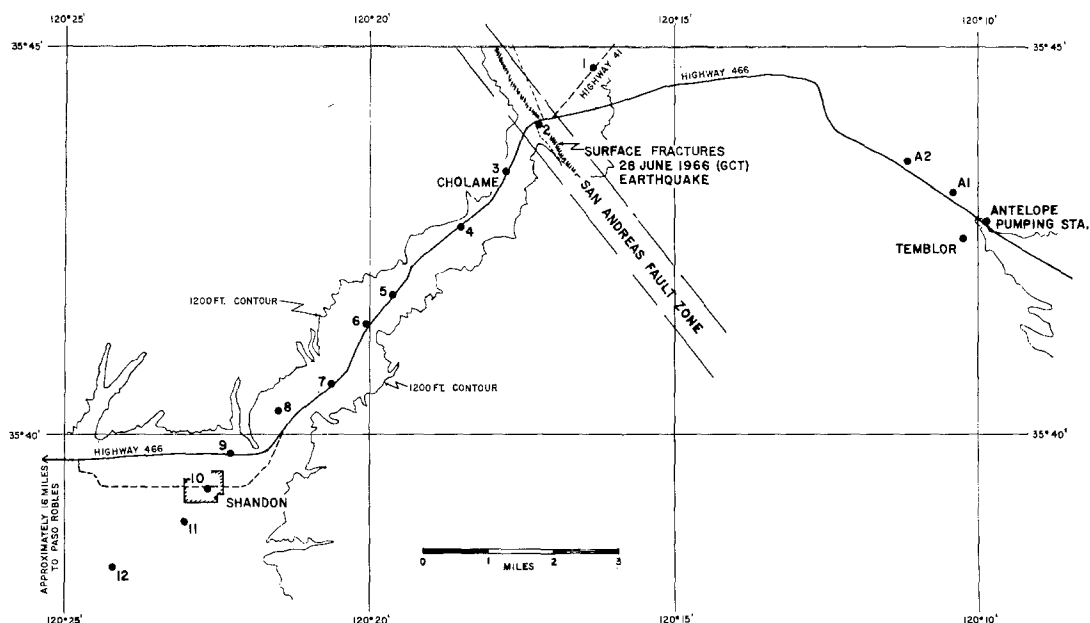 120°25' 120°20' 120°15' 120°10'
35°45' 35°45'
1
HIGHWAY 41
HIGHWAY 466
2
SURFACE FRACTURES
28 JUNE 1966 (GCT)
EARTHQUAKE
3
CHOLAME
A2
A1
ANTELOPE
PUMPING STA.
TEMBLOR
SAN ANDREAS FAULT ZONE
4
5
1200 FT. CONTOUR
6
7
1200 FT. CONTOUR
8
35°40' 35°40'
9
HIGHWAY 466
10
SHANDON
11
12
APPROXIMATELY 16 MILES
TO PASO ROBLES
0 1 2 3
MILES
120°25' 120°20' 120°15' 120°10'